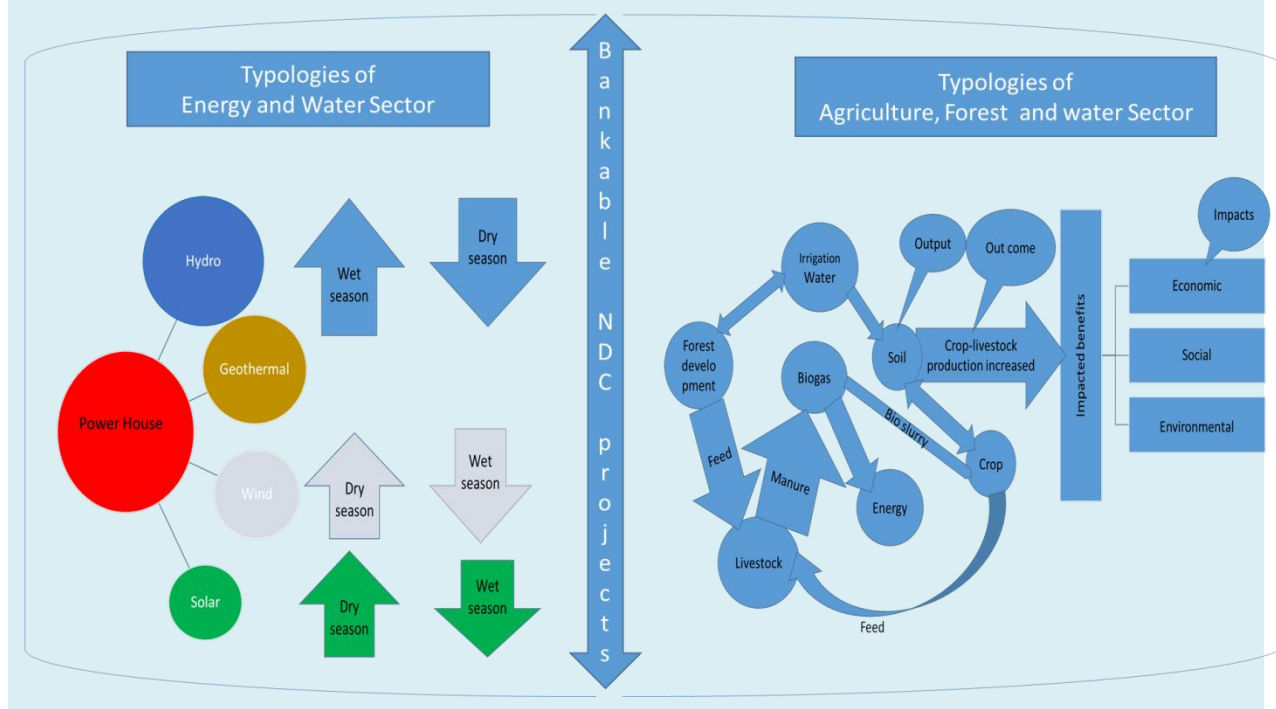 Typologies of
Energy and Water Sector
Hydro
Wet
season
Dry
season
Geothermal
Power House
Wind
Dry
season
Wet
season
Solar
Dry
season
Wet
season
Bankable NDC projects
Typologies of
Agriculture, Forest and water Sector
Impacts
Output
Out come
Irrigation
Water
Economic
Forest
develo
pment
Biogas
Soil
Crop-livestock
production increased
Impacted benefits
Social
Environmental
Bio slurry
Feed
Manure
Crop
Energy
Livestock
Feed